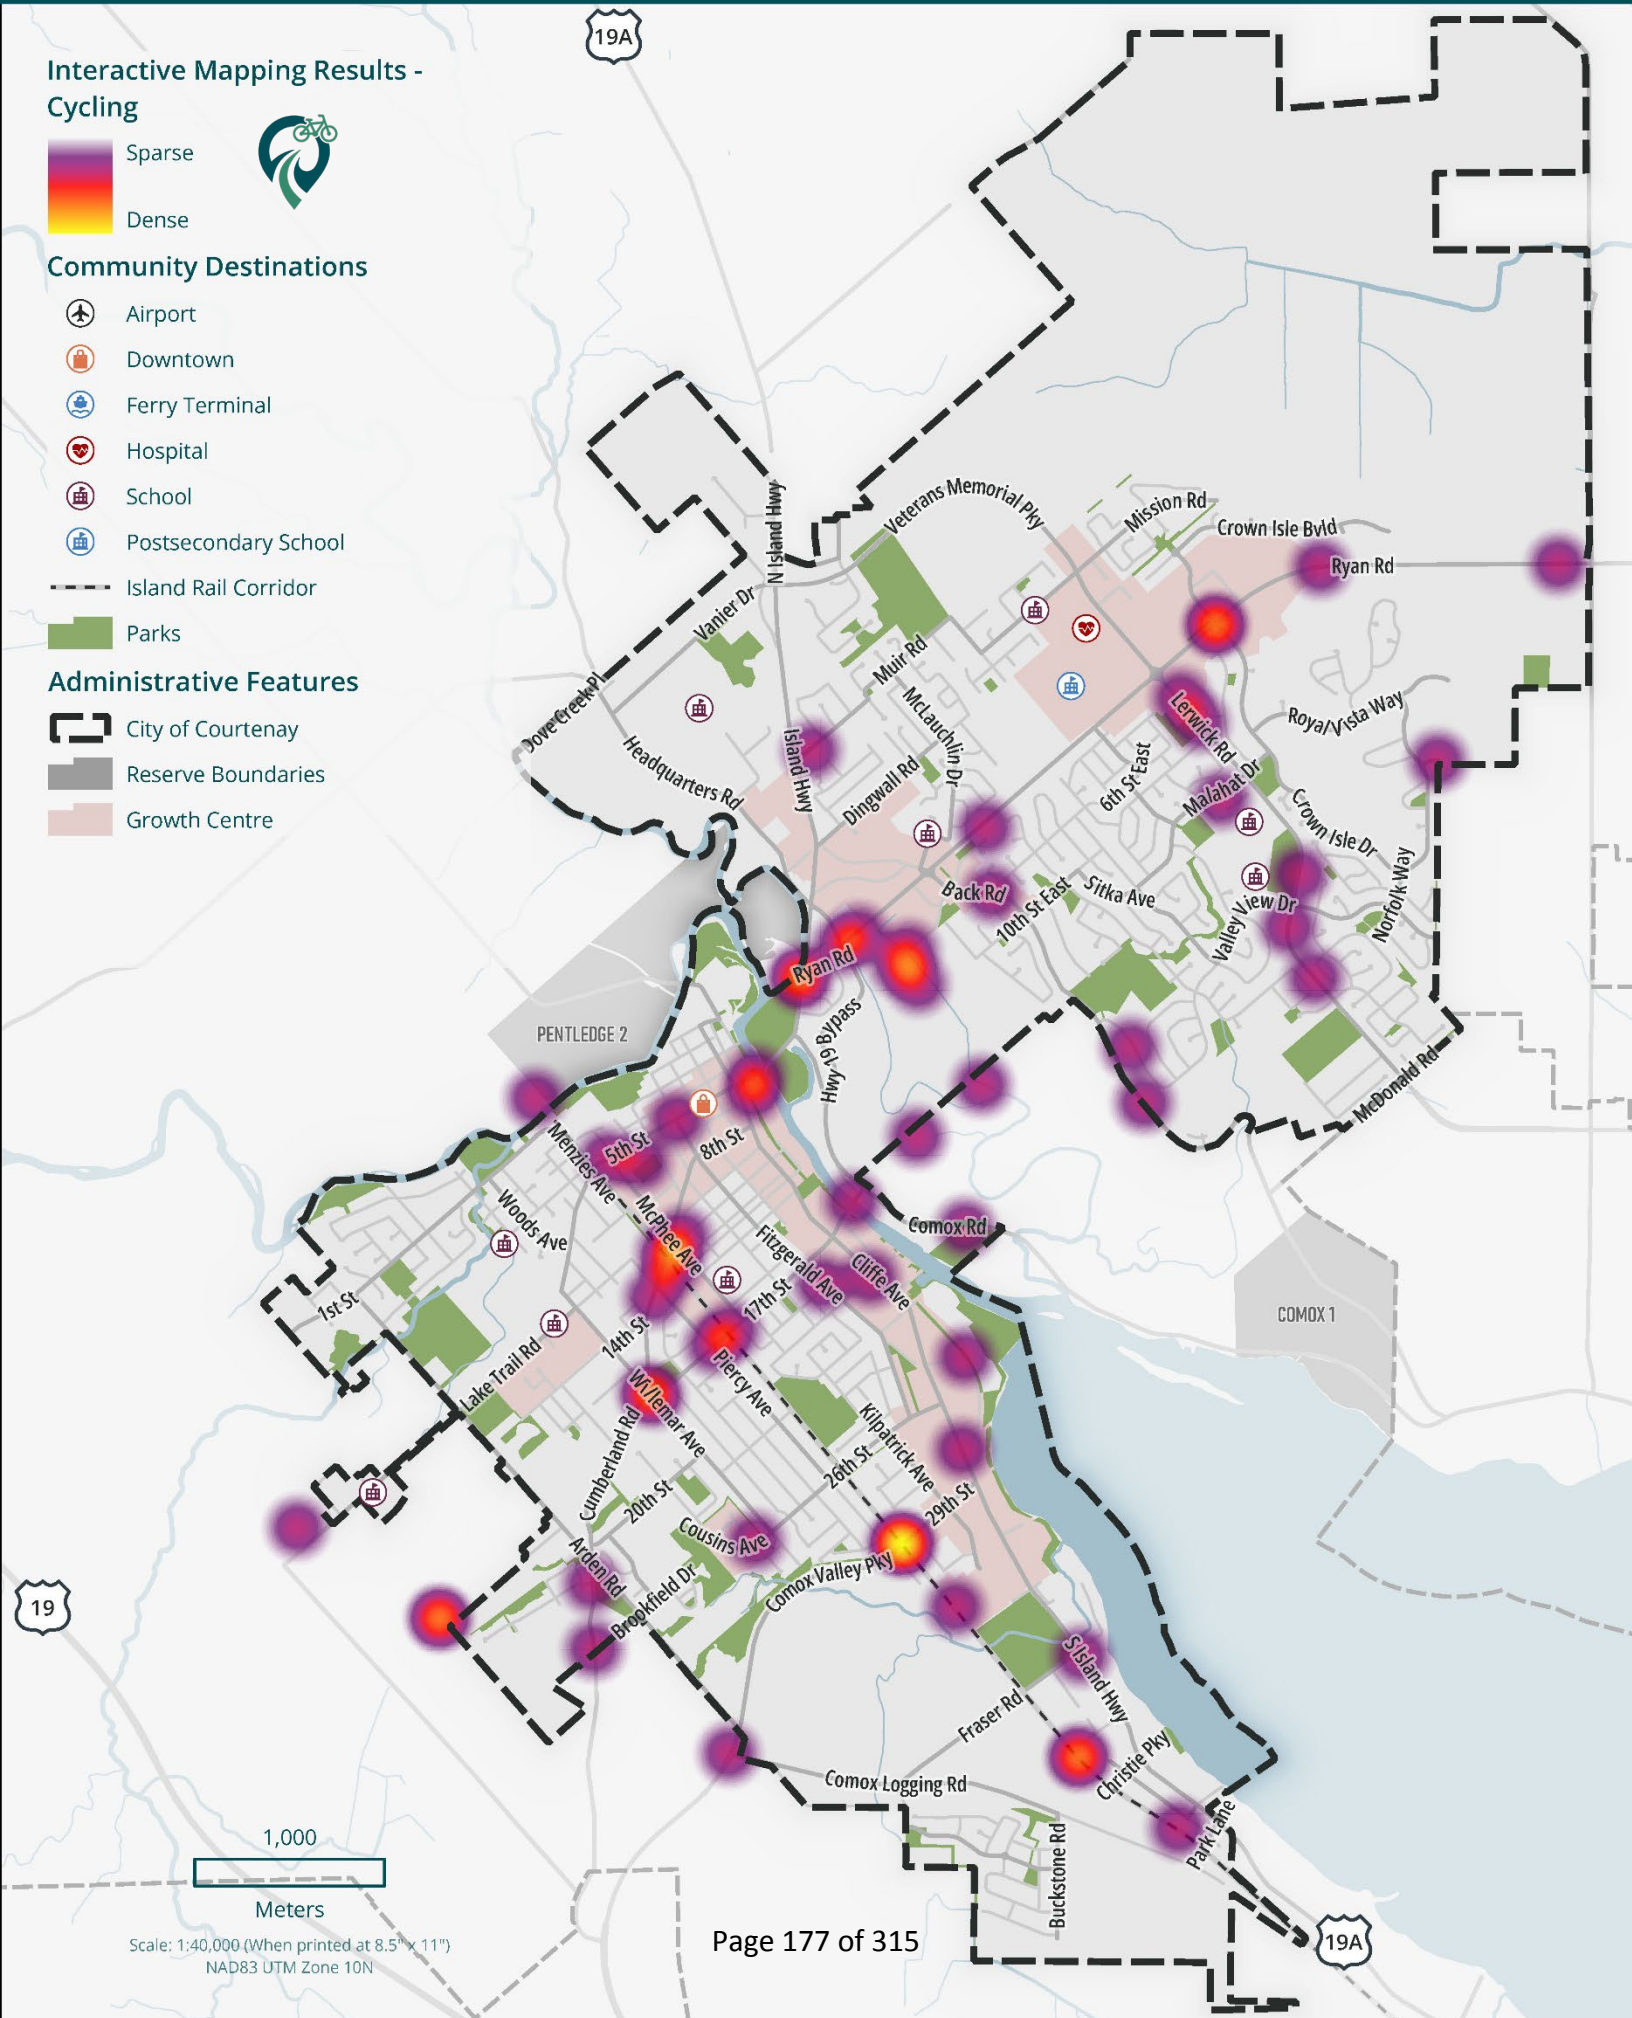 19A
Interactive Mapping Results -
Cycling
Sparse
Dense
Community Destinations
Airport
Downtown
Ferry Terminal
Hospital
School
Postsecondary School
Island Rail Corridor
Parks
Administrative Features
City of Courtenay
Reserve Boundaries
Growth Centre
N Island Hwy
Veterans Memorial Pky
Mission Rd
Crown Isle Bvld
Ryan Rd
Vanier Dr
Muir Rd
Dove Creek Pl
McLauchlin Dr
Lerwick Rd
Royal Vista Way
Headquarters Rd
Island Hwy
Dingwall Rd
6th St East
Malahat Dr
Crown Isle Dr
Back Rd
10th St East
Sitka Ave
Valley View Dr
Norfolk Way
Ryan Rd
Hwy 19 Bypass
PENTLEDGE 2
McDonald Rd
Menzies Ave
5th St
8th St
Woods Ave
McPhee Ave
Fitzgerald Ave
Cliffe Ave
Comox Rd
17th St
1st St
14th St
COMOX 1
Lake Trail Rd
Piercy Ave
Willemar Ave
Cumberland Rd
Kilpatrick Ave
26th St
20th St
29th St
Cousins Ave
Arden Rd
Comox Valley Pky
Brookfield Dr
19
S Island Hwy
Fraser Rd
Christie Pky
Comox Logging Rd
Park Lane
Buckstone Rd
1,000
Meters
Scale: 1:40,000 (When printed at 8.5" x 11")
NAD83 UTM Zone 10N
Page 177 of 315
19A